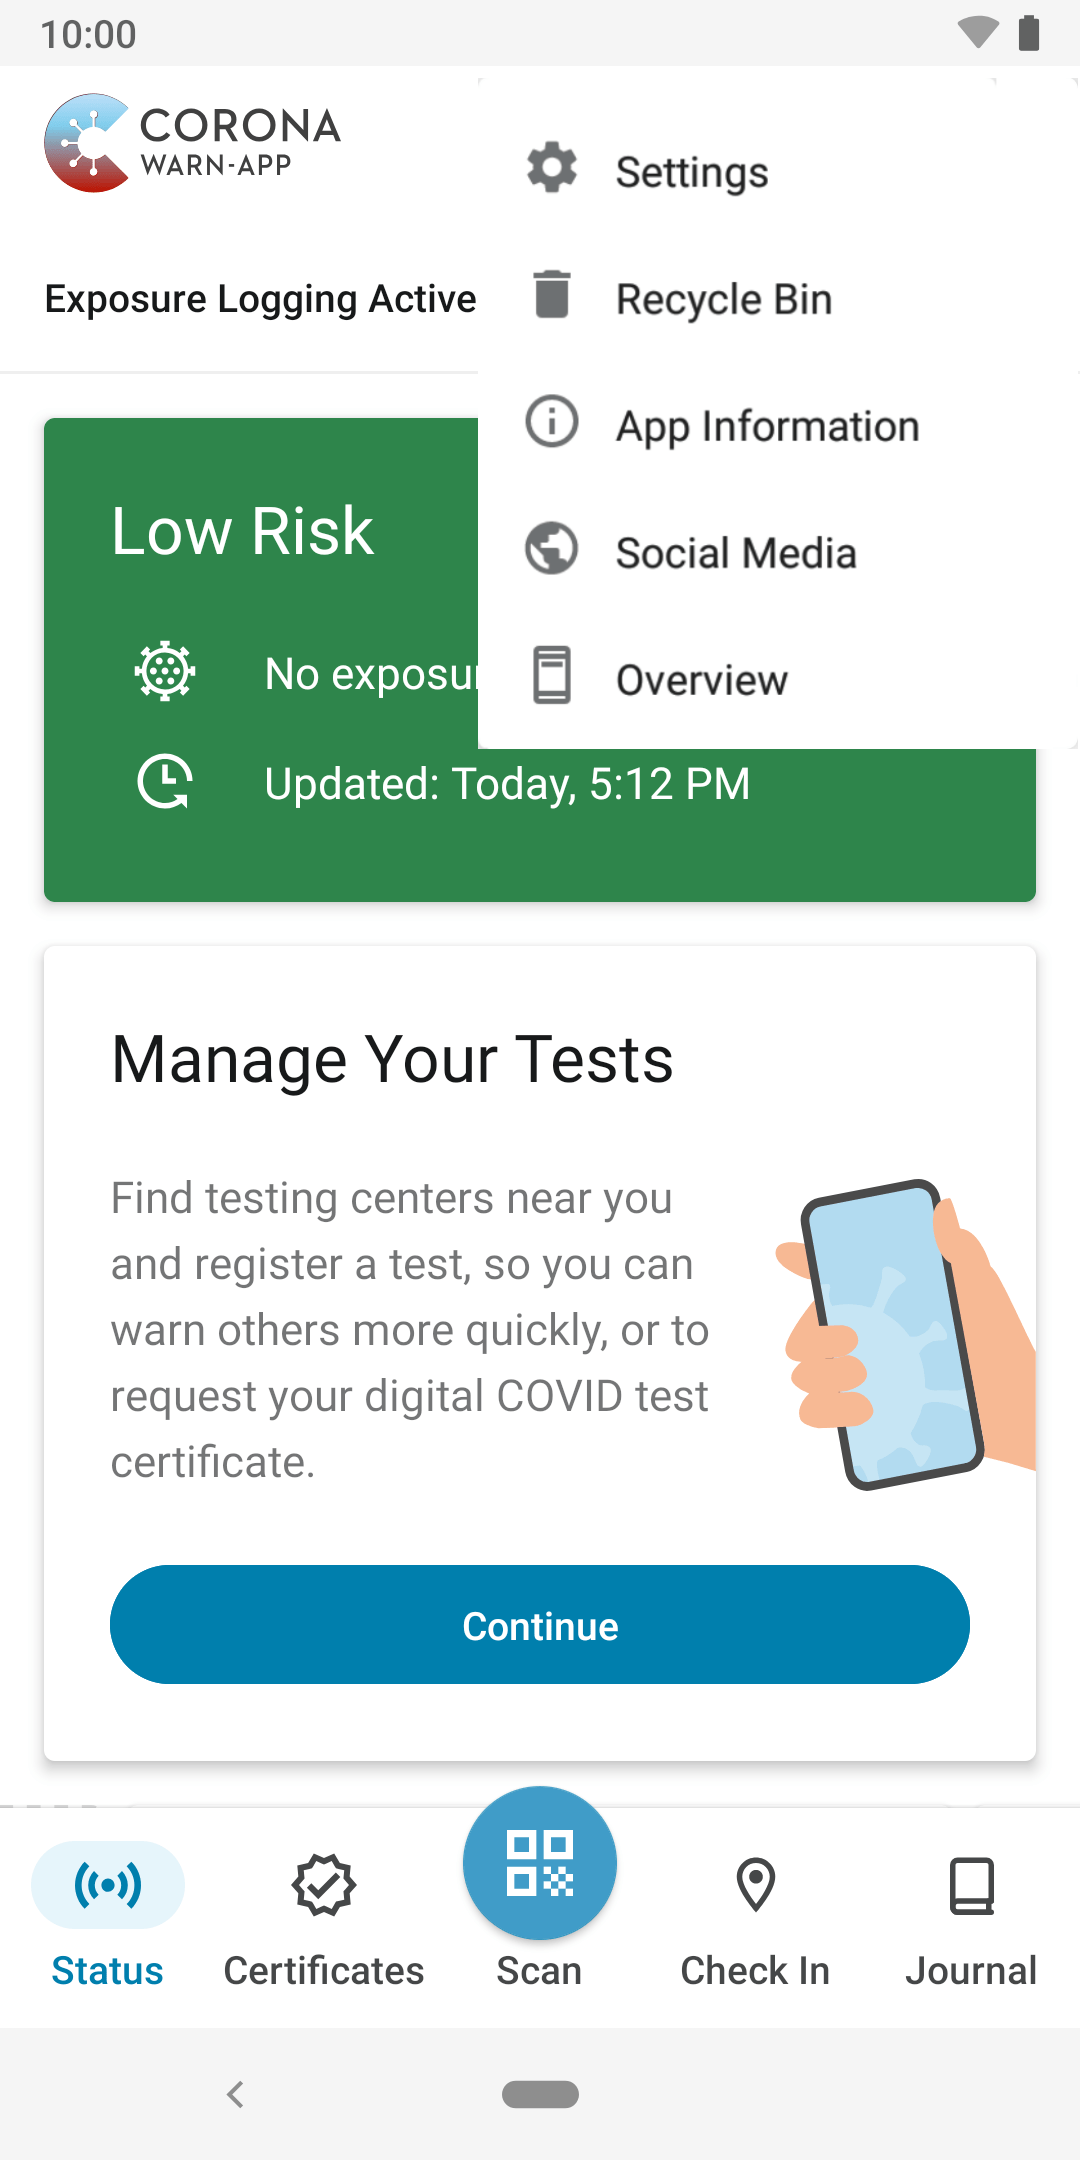 10:00
CORONA
WARN-APP
Settings
Exposure Logging Active
Recycle Bin
App Information
Low Risk
Social Media
No exposu
Overview
Updated: Today, 5:12 PM
Manage Your Tests
Find testing centers near you
and register a test, so you can
warn others more quickly, or to
request your digital COVID test
certificate.
Continue
Status
Certificates
Scan
Check In
Journal